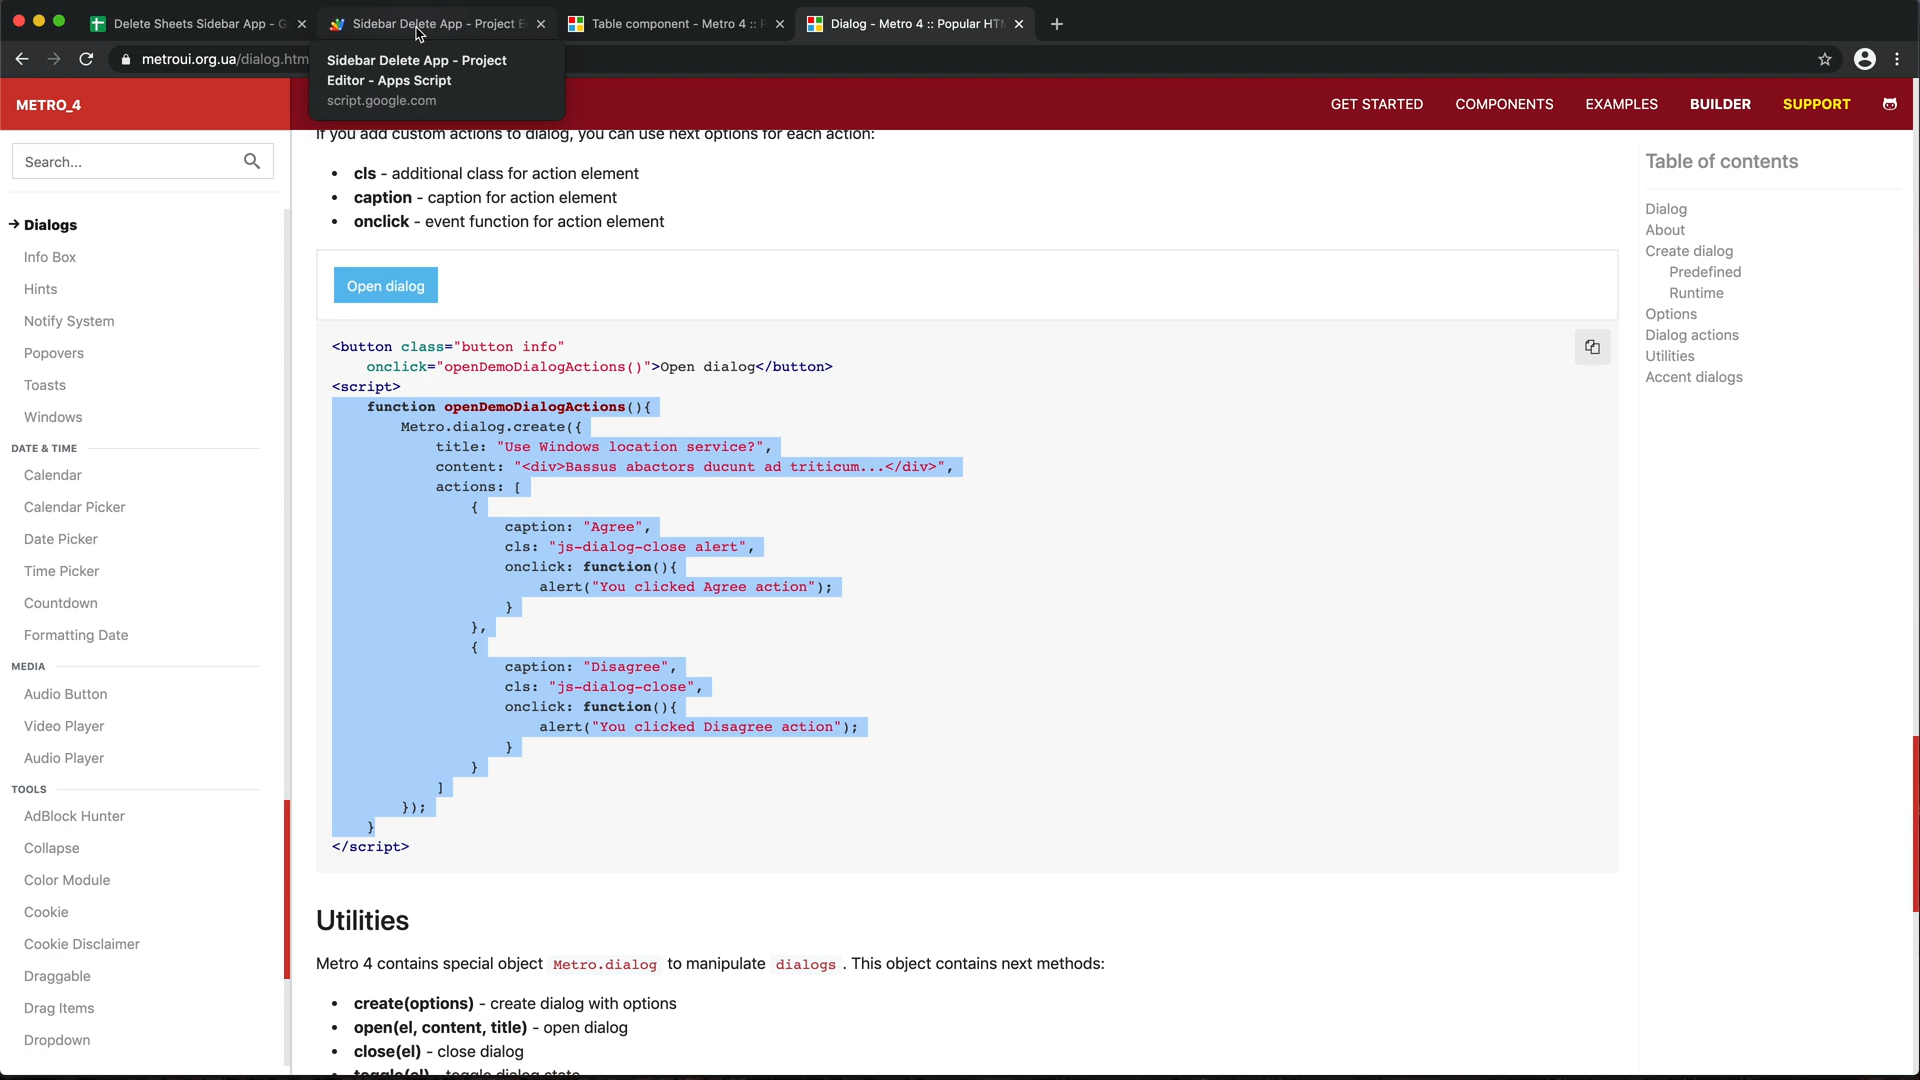 Delete Sheets Sidebar App - G
Sidebar Delete App - Project E
Table component - Metro 4 :: P
Dialog - Metro 4 :: Popular HTM
metroui.org.ua/dialog.htm
Sidebar Delete App - Project
Editor - Apps Script
script.google.com
METRO_4
GET STARTED
COMPONENTS
EXAMPLES
BUILDER
SUPPORT
Search...
→ Dialogs
Info Box
Hints
Notify System
Popovers
Toasts
Windows
DATE & TIME
Calendar
Calendar Picker
Date Picker
Time Picker
Countdown
Formatting Date
MEDIA
Audio Button
Video Player
Audio Player
TOOLS
AdBlock Hunter
Collapse
Color Module
Cookie
Cookie Disclaimer
Draggable
Drag Items
Dropdown
If you add custom actions to dialog, you can use next options for each action:
• cls - additional class for action element
• caption - caption for action element
• onclick - event function for action element
Open dialog
<button class="button info"
onclick="openDemoDialogActions()">Open dialog</button>
<script>
function openDemoDialogActions(){
Metro.dialog.create({
title: "Use Windows location service?",
content: "<div>Bassus abactors ducunt ad triticum...</div>",
actions: [
{
caption: "Agree",
cls: "js-dialog-close alert",
onclick: function(){
alert("You clicked Agree action");
}
},
{
caption: "Disagree",
cls: "js-dialog-close",
onclick: function(){
alert("You clicked Disagree action");
}
}
]
});
}
</script>
Utilities
Metro 4 contains special object Metro.dialog to manipulate dialogs . This object contains next methods:
• create(options) - create dialog with options
• open(el, content, title) - open dialog
• close(el) - close dialog
• toggle(el) - toggle dialog state
Table of contents
Dialog
About
Create dialog
Predefined
Runtime
Options
Dialog actions
Utilities
Accent dialogs